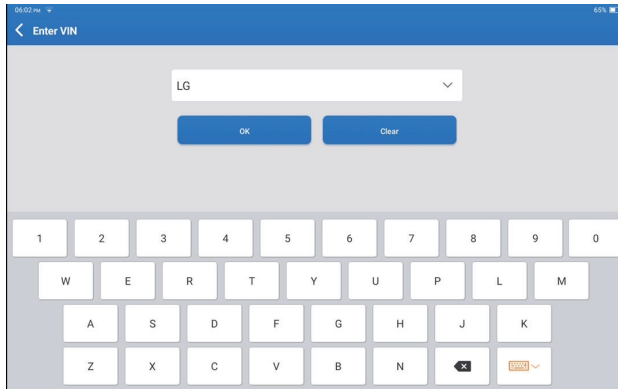 06:02 PM
65%
Enter VIN
LG
OK
Clear
1 2 3 4 5 6 7 8 9 0
W E R T Y U P L M
A S D F G H J K
Z X C V B N